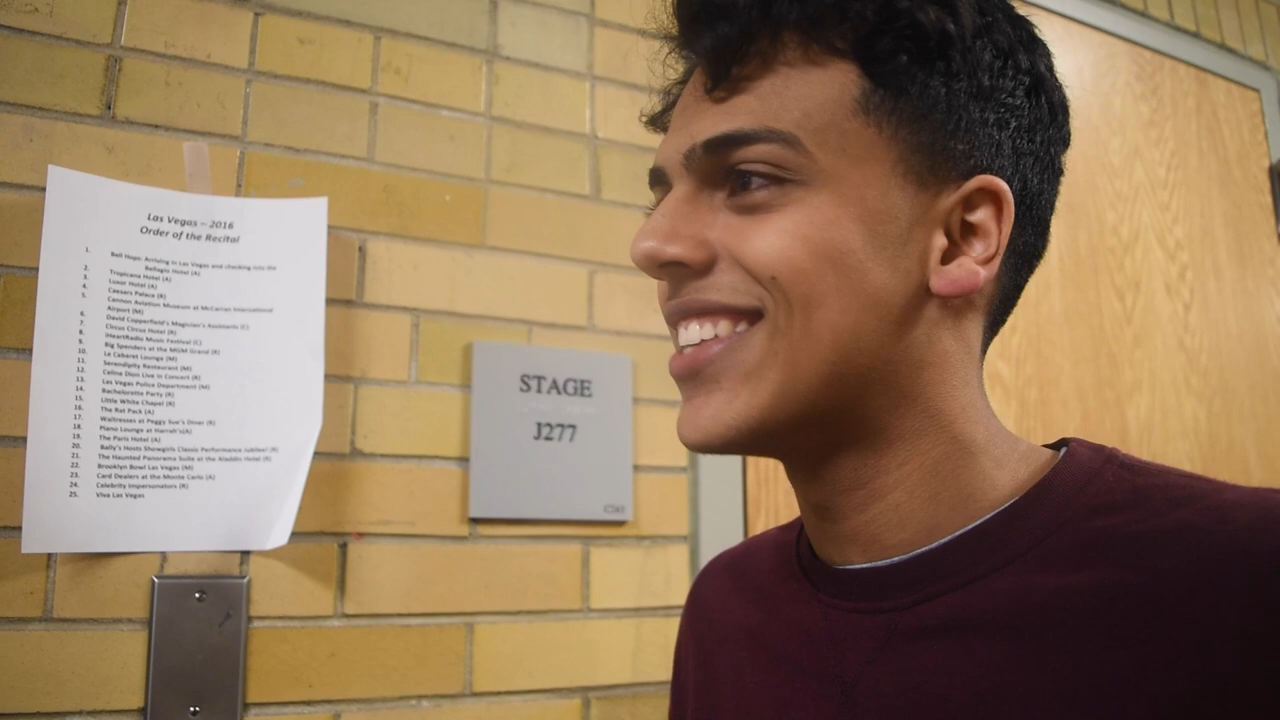 Las Vegas – 2016
Order of the Recital
1. Bell Hops: Arriving in Las Vegas and checking into the
Bellagio Hotel (A)
2. Tropicana Hotel (A)
3. Luxor Hotel (A)
4. Caesars Palace (R)
5. Cannon Aviation Museum at McCarran International
Airport (M)
6. David Copperfield's Magician's Assistants (C)
7. Circus Circus Hotel (R)
8. iHeartRadio Music Festival (C)
9. Big Spenders at the MGM Grand (R)
10. Le Cabaret Lounge (M)
11. Serendipity Restaurant (M)
12. Celine Dion Live in Concert (R)
13. Las Vegas Police Department (M)
14. Bachelorette Party (R)
15. Little White Chapel (R)
16. The Rat Pack (A)
17. Waitresses at Peggy Sue's Diner (R)
18. Piano Lounge at Harrah's(A)
19. The Paris Hotel (A)
20. Bally's Hosts Showgirls Classic Performance Jubilee! (R)
21. The Haunted Panorama Suite at the Aladdin Hotel (R)
22. Brooklyn Bowl Las Vegas (M)
23. Card Dealers at the Monte Carlo (A)
24. Celebrity Impersonators (R)
25. Viva Las Vegas
STAGE
J277